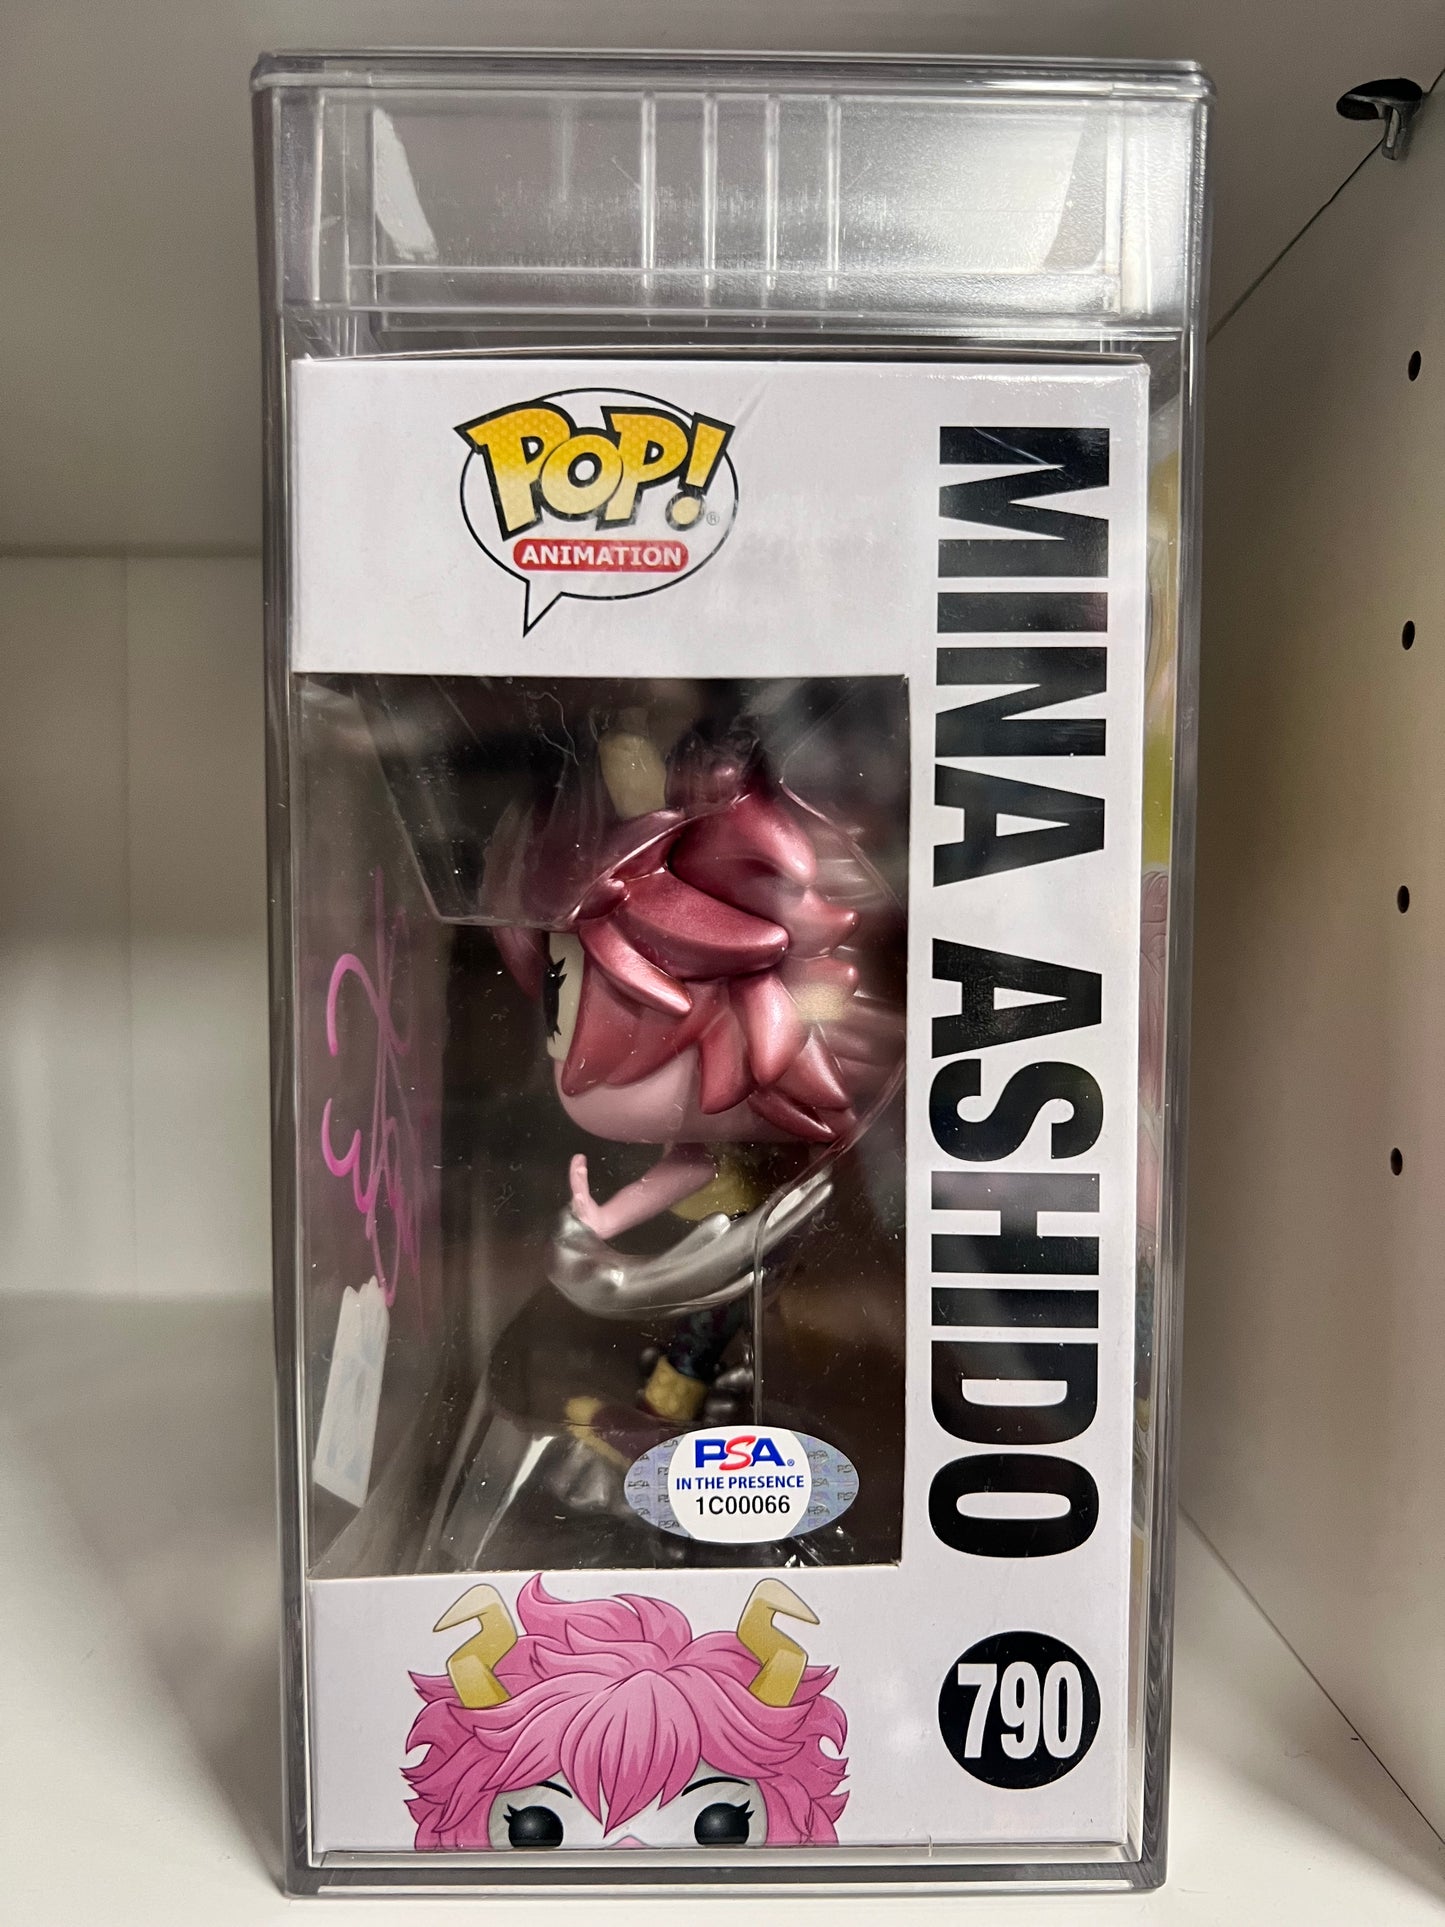 POP!®
ANIMATION
MINA ASHIDO
PSA®
IN THE PRESENCE
1C00066
790